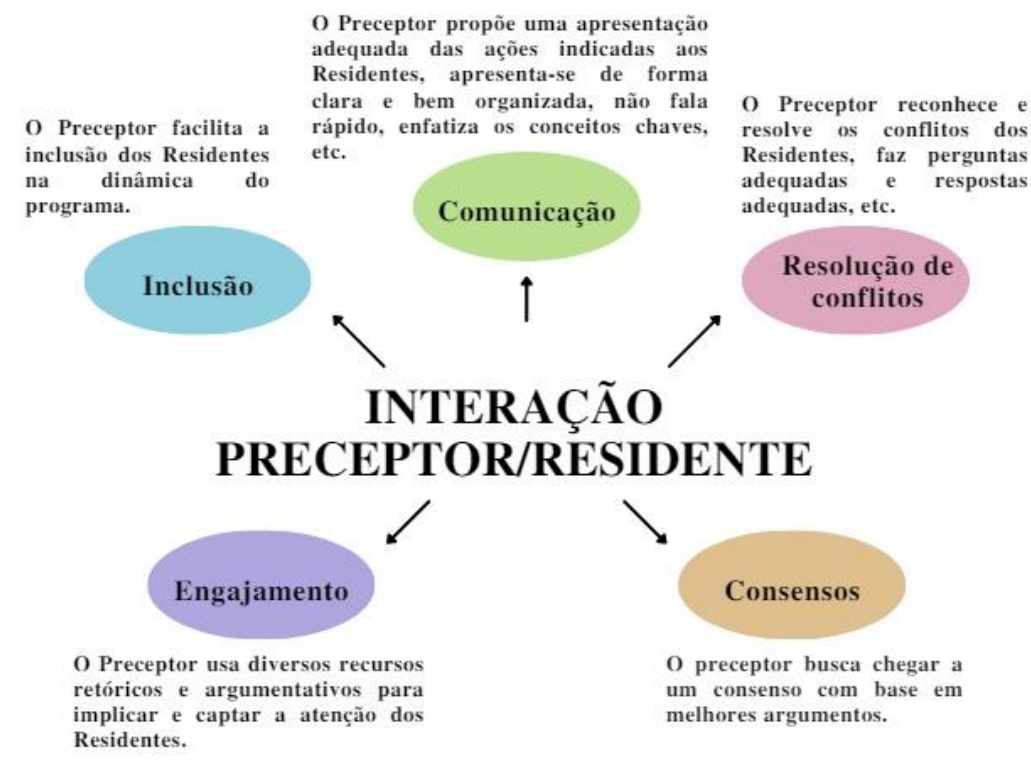 O Preceptor propõe uma apresentação
adequada das ações indicadas aos
Residentes, apresenta-se de forma
clara e bem organizada, não fala
rápido, enfatiza os conceitos chaves,
etc.
Comunicação
O Preceptor facilita a
inclusão dos Residentes
na dinâmica do
programa.
Inclusão
O Preceptor reconhece e
resolve os conflitos dos
Residentes, faz perguntas
adequadas e respostas
adequadas, etc.
Resolução de
conflitos
INTERAÇÃO
PRECEPTOR/RESIDENTE
Engajamento
O Preceptor usa diversos recursos
retóricos e argumentativos para
implicar e captar a atenção dos
Residentes.
Consensos
O preceptor busca chegar a
um consenso com base em
melhores argumentos.